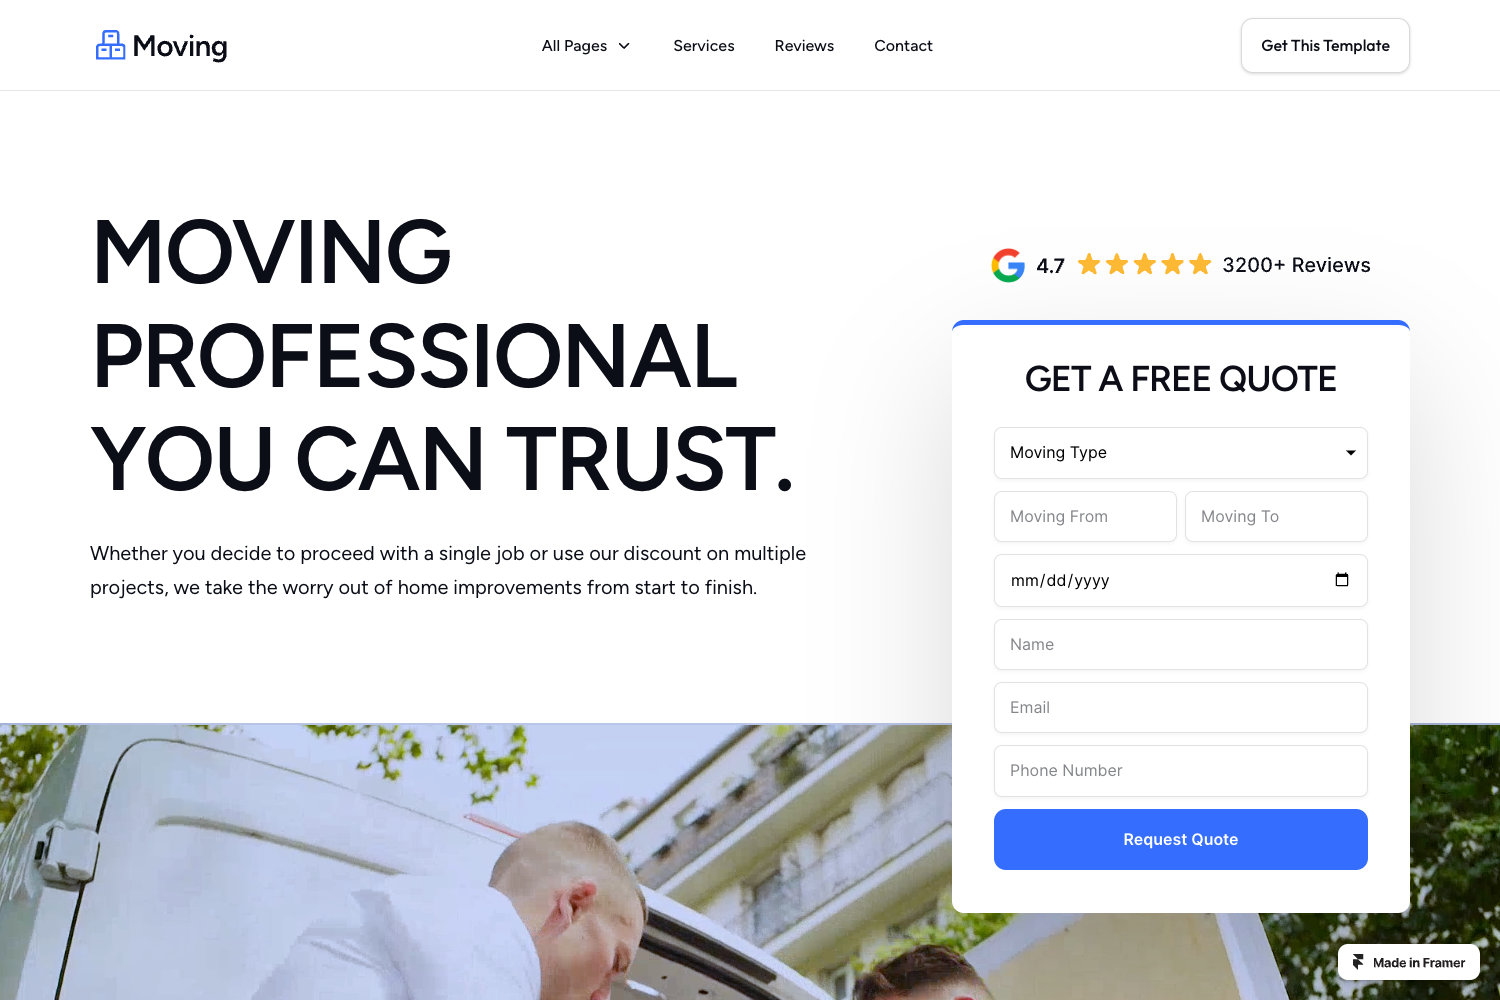 Moving
All Pages
Services
Reviews
Contact
Get This Template
MOVING
PROFESSIONAL
YOU CAN TRUST.
Whether you decide to proceed with a single job or use our discount on multiple
projects, we take the worry out of home improvements from start to finish.
4.7
3200+ Reviews
GET A FREE QUOTE
Moving Type
Moving From
Moving To
mm/dd/yyyy
Name
Email
Phone Number
Request Quote
Made in Framer